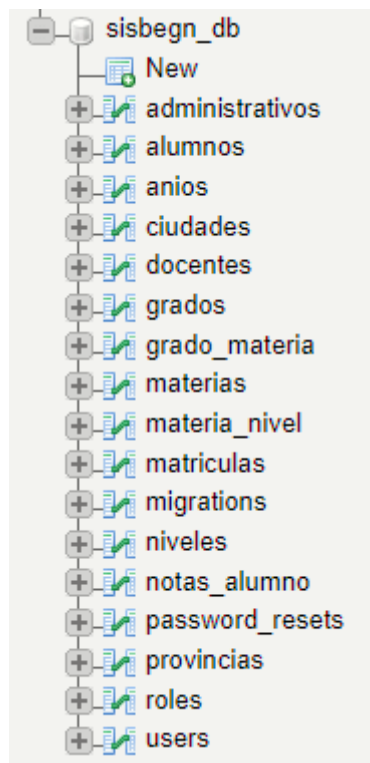 sisbegn_db
New
administrativos
alumnos
anios
ciudades
docentes
grados
grado_materia
materias
materia_nivel
matriculas
migrations
niveles
notas_alumno
password_resets
provincias
roles
users